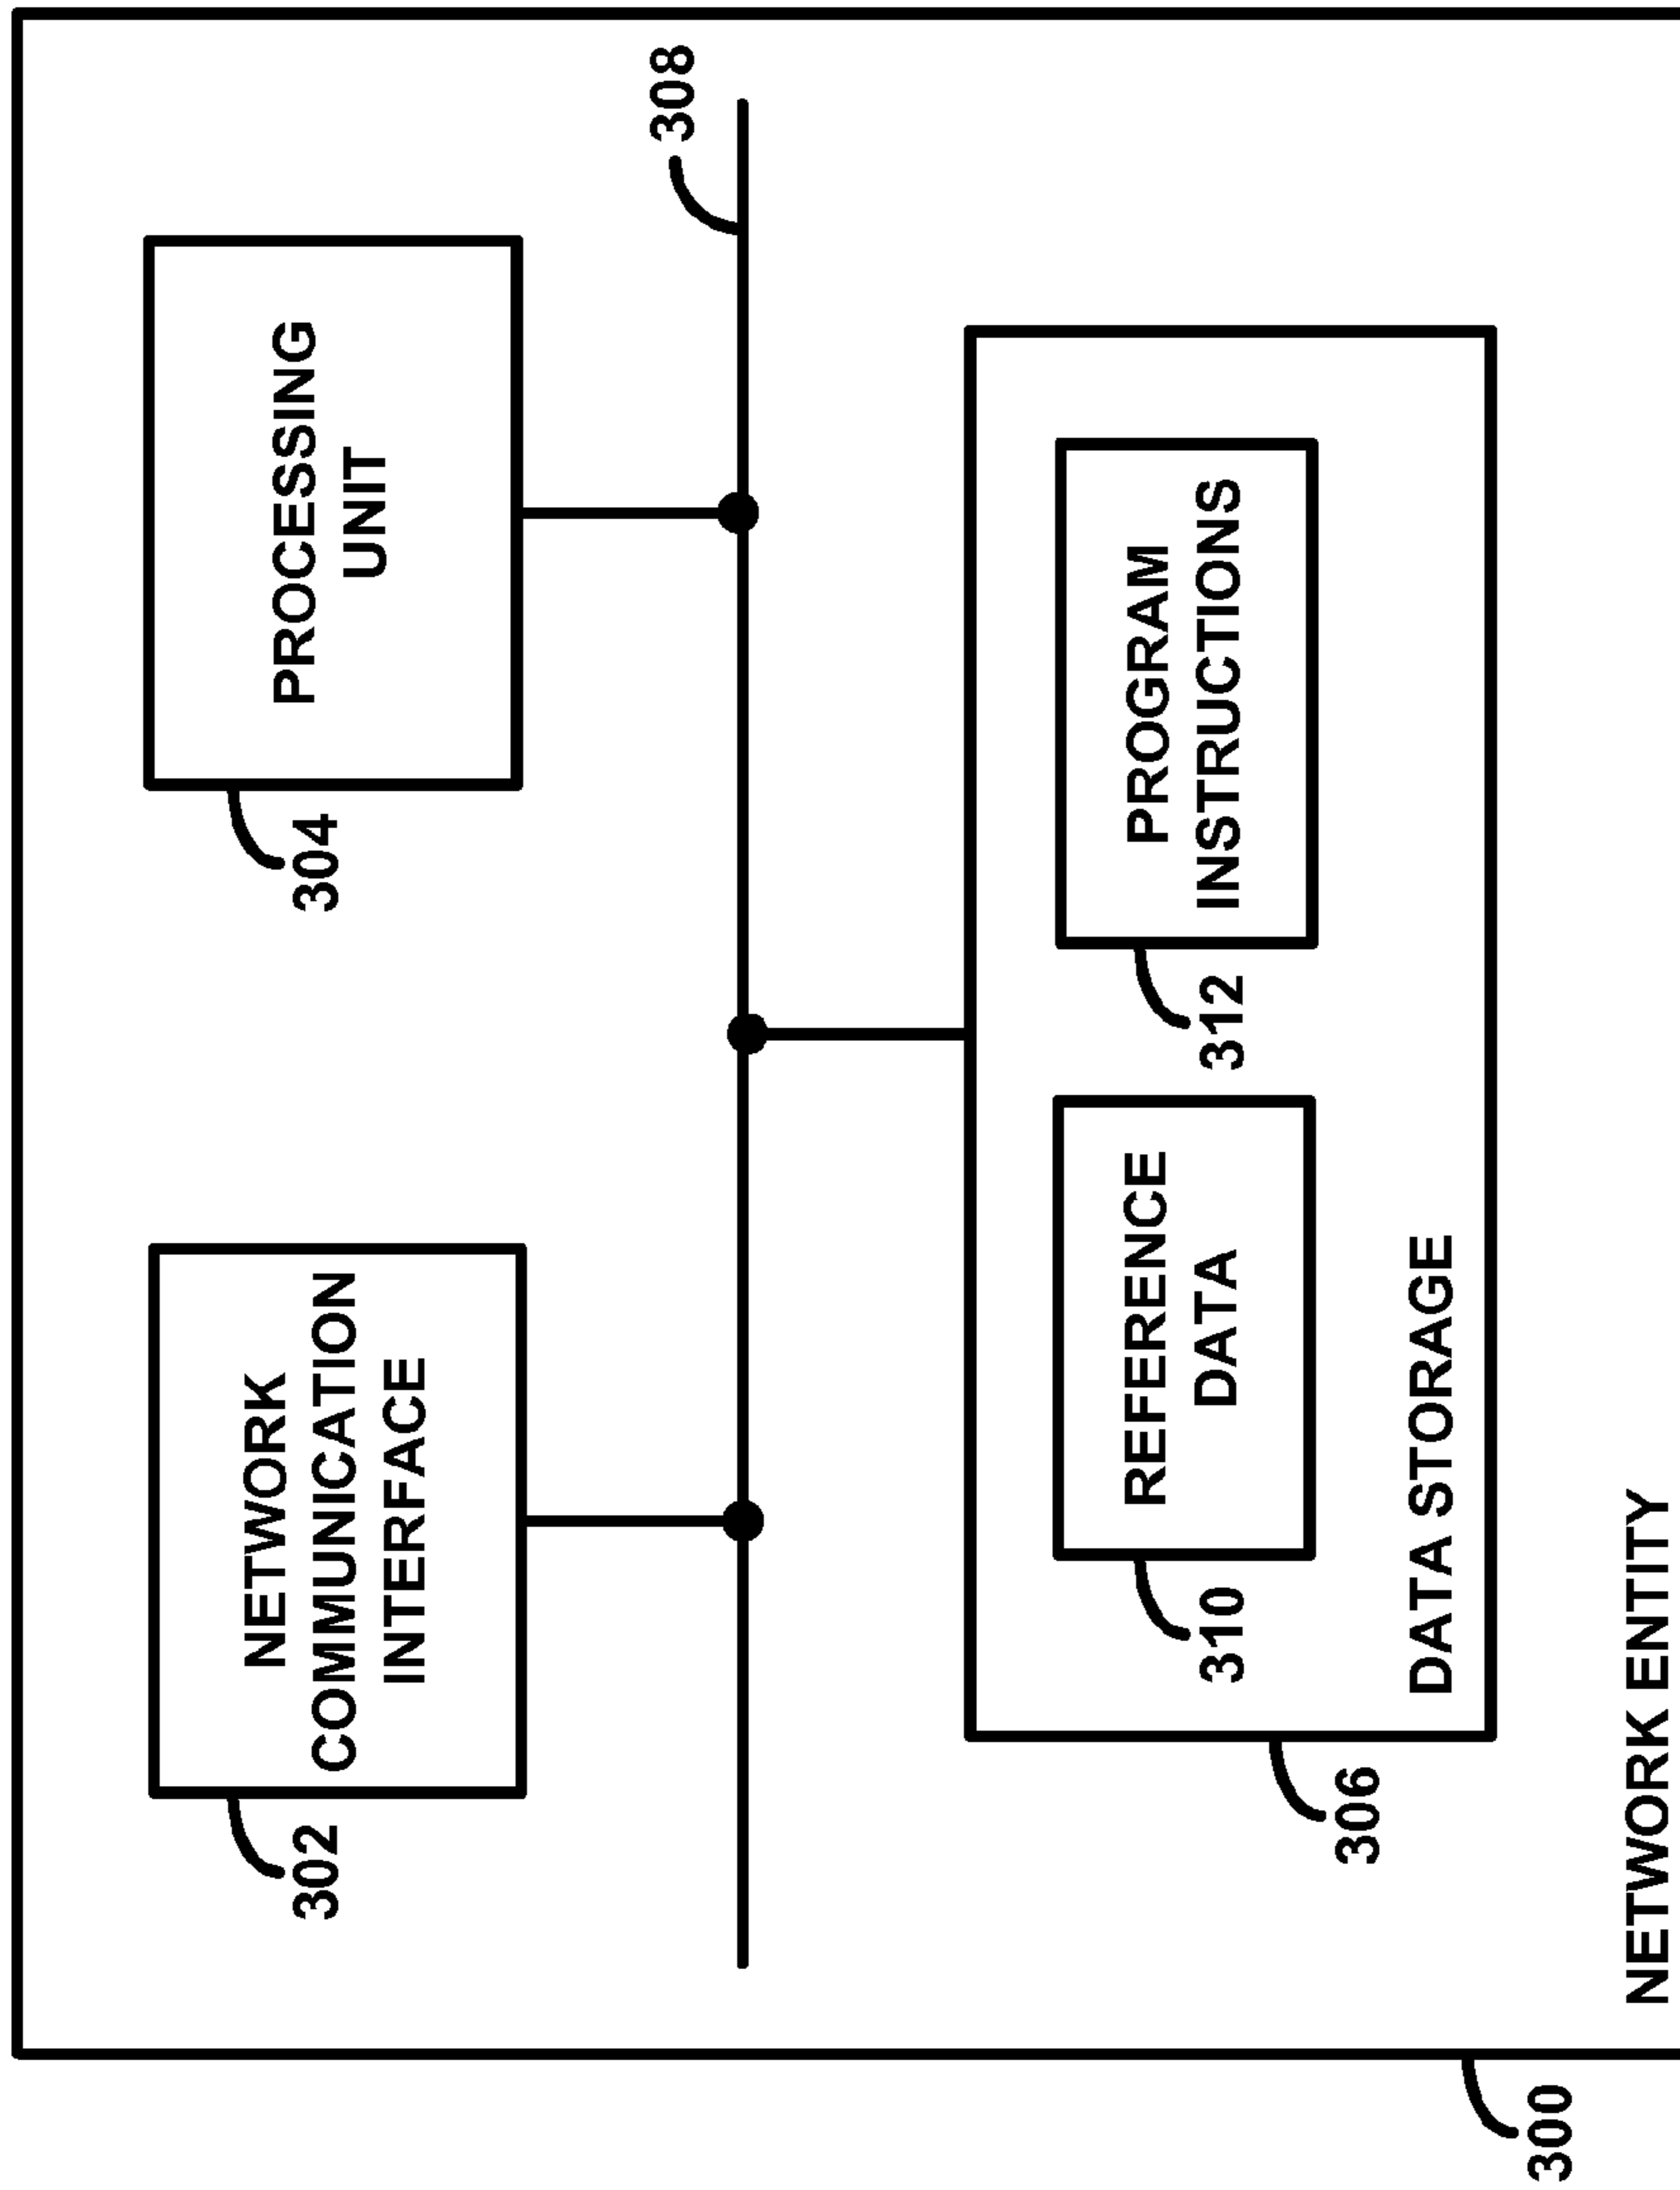 300
302
NETWORK
COMMUNICATION
INTERFACE
304
PROCESSING
UNIT
308
306
310
REFERENCE
DATA
312
PROGRAM
INSTRUCTIONS
DATA STORAGE
NETWORK ENTITY